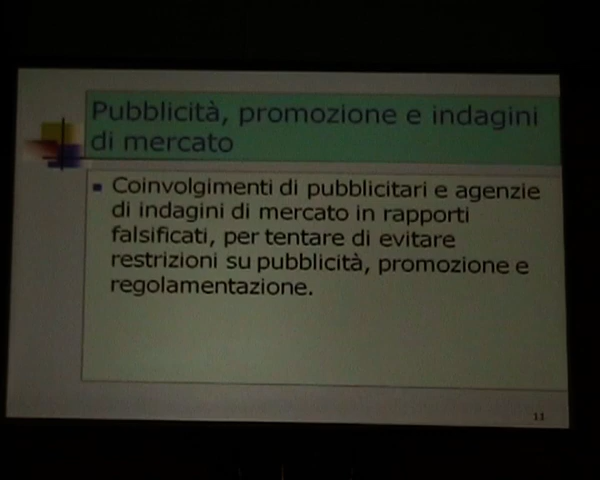 Pubblicità, promozione e indagini
di mercato
Coinvolgimenti di pubblicitari e agenzie
di indagini di mercato in rapporti
falsificati, per tentare di evitare
restrizioni su pubblicità, promozione e
regolamentazione.
11